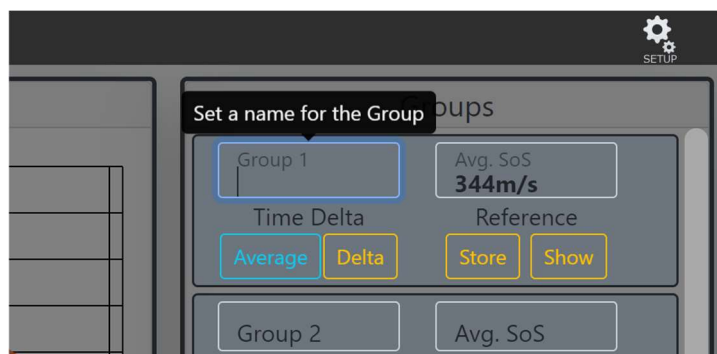 SETUP
Set a name for the Group
Groups
Group 1
Avg. SoS
344m/s
Time Delta
Reference
Average
Delta
Store
Show
Group 2
Avg. SoS